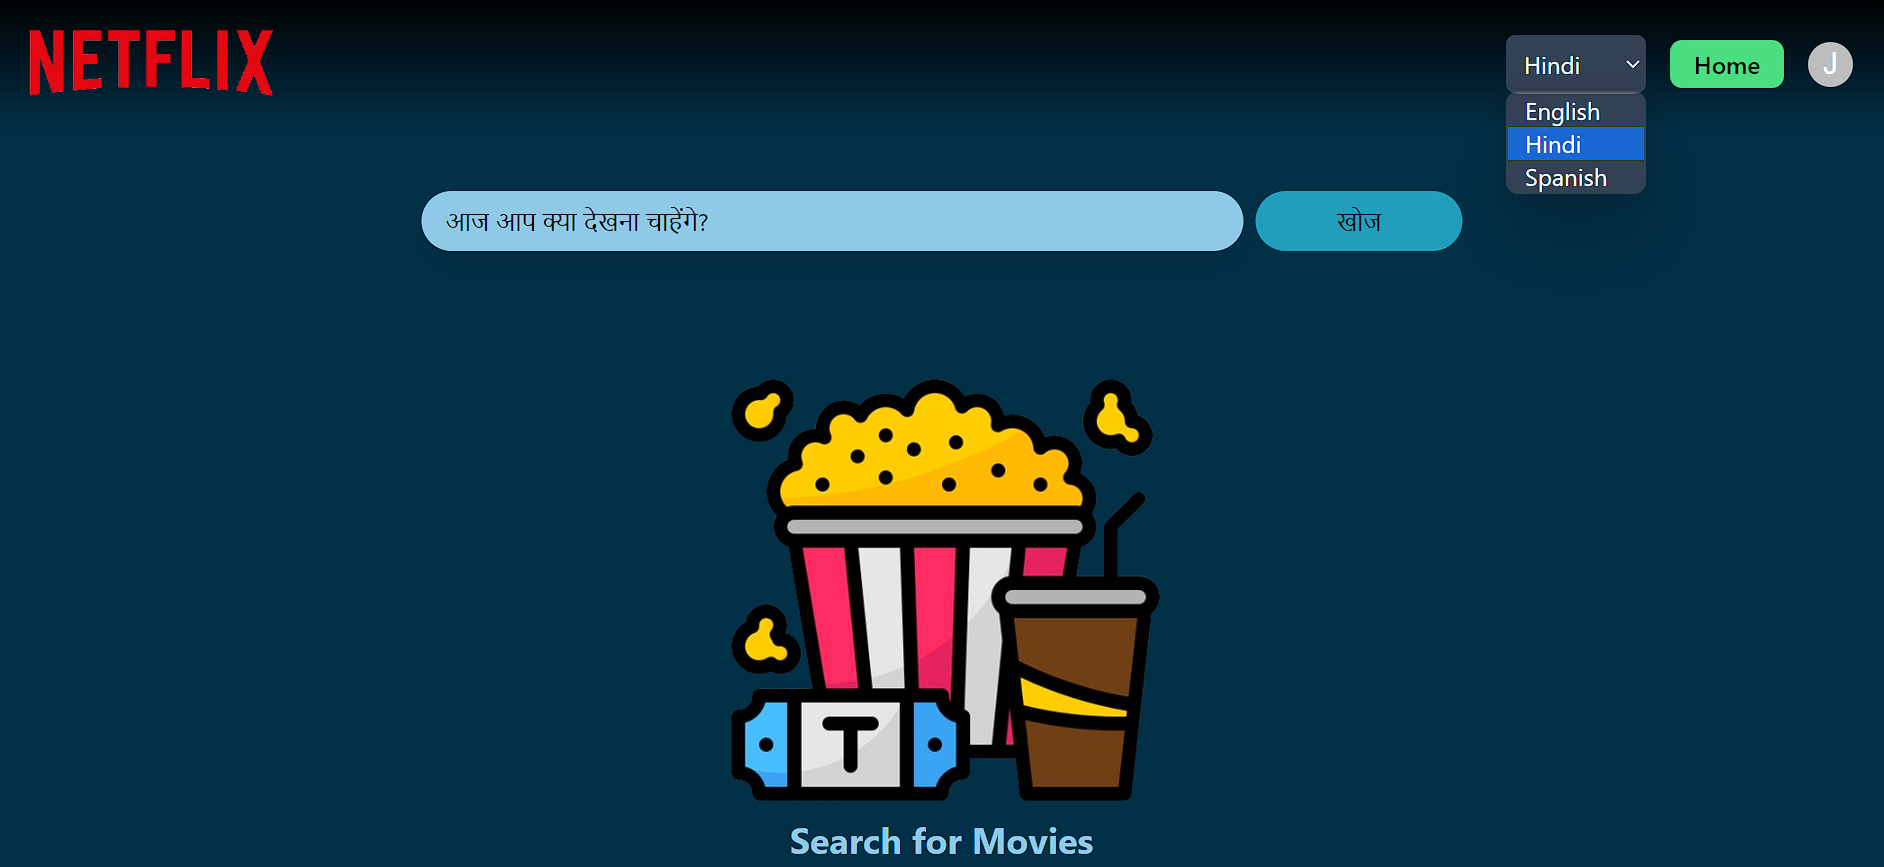 NETFLIX
Hindi
Home
J
English
Hindi
Spanish
आज आप क्या देखना चाहेंगे?
खोज
T
Search for Movies